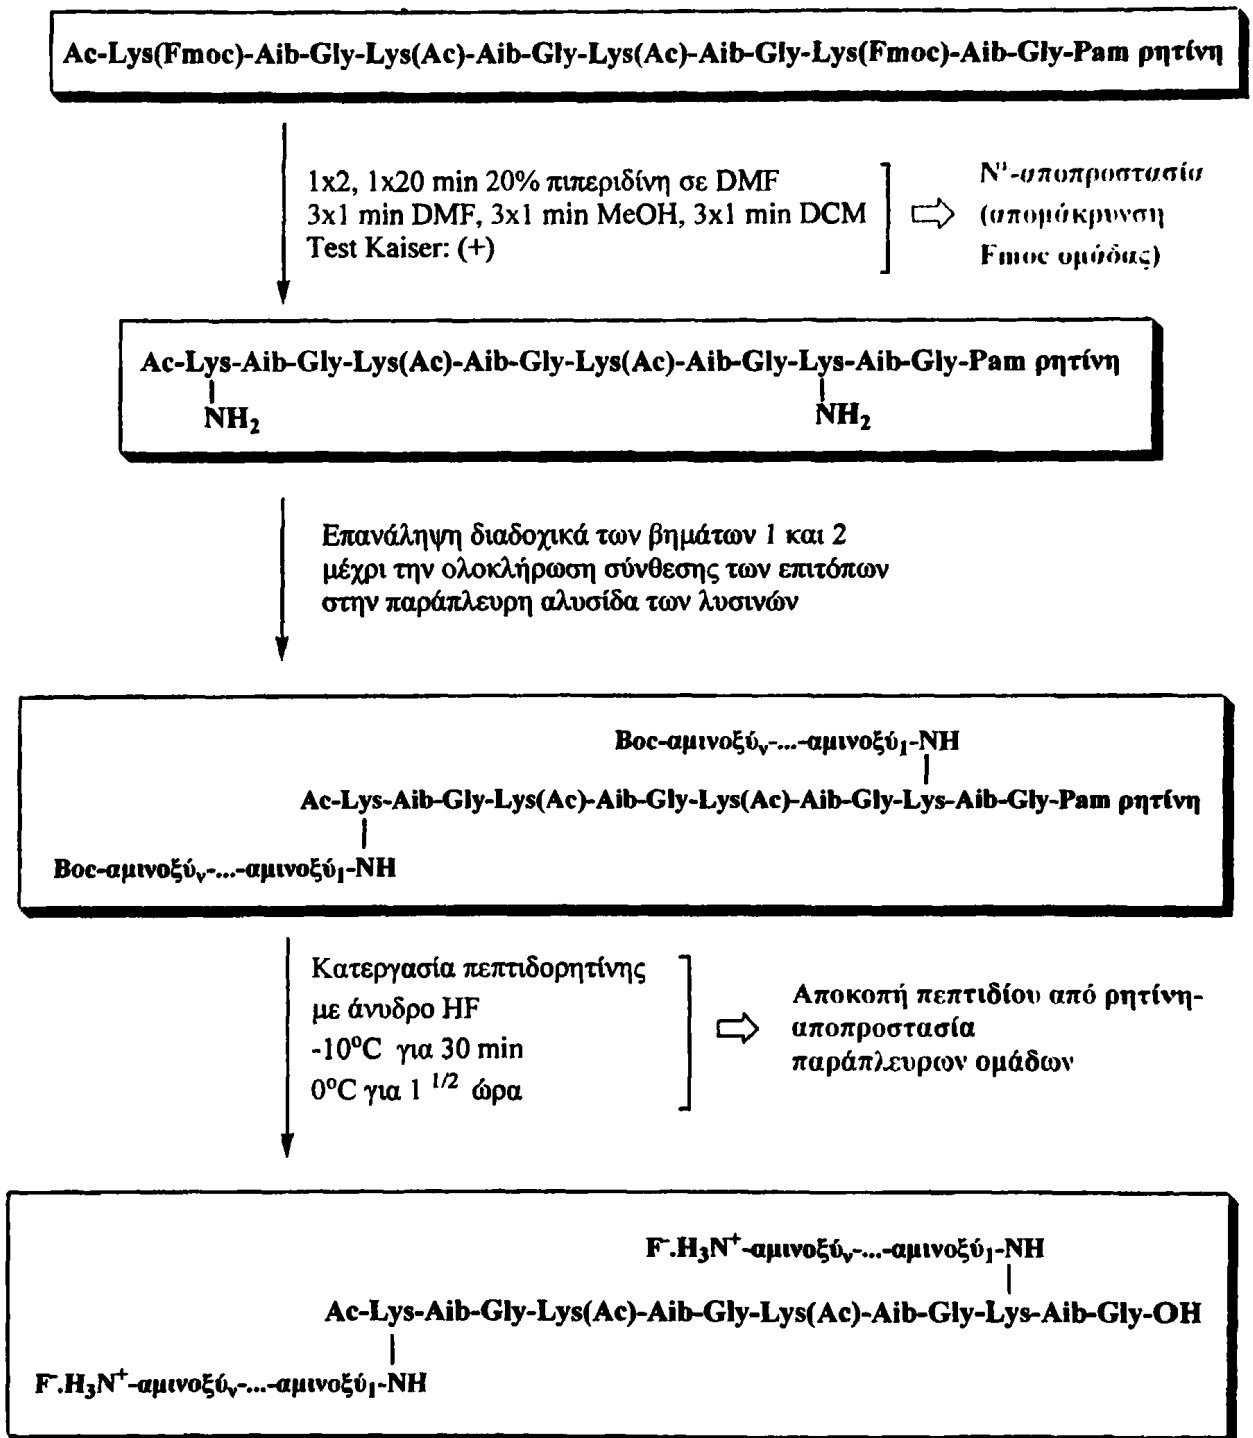 Ac-Lys(Fmoc)-Aib-Gly-Lys(Ac)-Aib-Gly-Lys(Ac)-Aib-Gly-Lys(Fmoc)-Aib-Gly-Pam ρητίνη
1x2, 1x20 min 20% πιπεριδίνη σε DMF
3x1 min DMF, 3x1 min MeOH, 3x1 min DCM
Test Kaiser: (+)
-αποπροστασία
(απομάκρυνση
Fmoc ομάδας)
Ac-Lys-Aib-Gly-Lys(Ac)-Aib-Gly-Lys(Ac)-Aib-Gly-Lys-Aib-Gly-Pam ρητίνη
NH₂ NH₂
Επανάληψη διαδοχικά των βημάτων 1 και 2
μέχρι την ολοκλήρωση σύνθεσης των επιτόπων
στην παράπλευρη αλυσίδα των λυσινών
Boc-αμινοξύᵥ-...-αμινοξύ₁-NH
Ac-Lys-Aib-Gly-Lys(Ac)-Aib-Gly-Lys(Ac)-Aib-Gly-Lys-Aib-Gly-Pam ρητίνη
Boc-αμινοξύᵥ-...-αμινοξύ₁-NH
Κατεργασία πεπτιδορητίνης
με άνυδρο HF
-10°C για 30 min
0°C για 1 1/2 ώρα
Αποκοπή πεπτιδίου από ρητίνη-
αποπροστασία
παράπλευρων ομάδων
F⁻.H₃N⁺-αμινοξύᵥ-...-αμινοξύ₁-NH
Ac-Lys-Aib-Gly-Lys(Ac)-Aib-Gly-Lys(Ac)-Aib-Gly-Lys-Aib-Gly-OH
F⁻.H₃N⁺-αμινοξύᵥ-...-αμινοξύ₁-NH